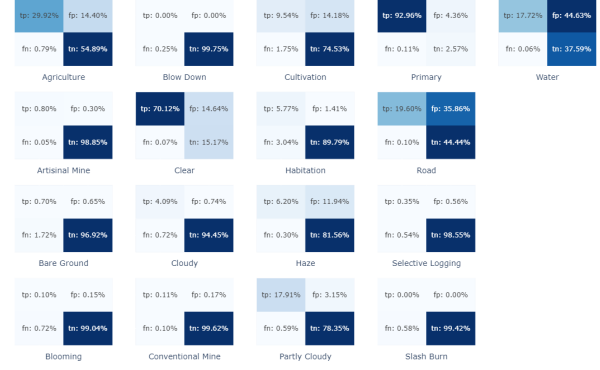 tp: 29.92% fp: 14.40% tp: 0.00% fp: 0.00% tp: 9.54% fp: 14.18% tp: 92.96% fp: 4.36% tp: 17.72% fp: 44.63%
fn: 0.79% tn: 54.89% fn: 0.25% tn: 99.75% fn: 1.75% tn: 74.53% fn: 0.11% tn: 2.57% fn: 0.06% tn: 37.59%
Agriculture Blow Down Cultivation Primary Water
tp: 0.80% fp: 0.30% tp: 70.12% fp: 14.64% tp: 5.77% fp: 1.41% tp: 19.60% fp: 35.86%
fn: 0.05% tn: 98.85% fn: 0.07% tn: 15.17% fn: 3.04% tn: 89.79% fn: 0.10% tn: 44.44%
Artisinal Mine Clear Habitation Road
tp: 0.70% fp: 0.65% tp: 4.09% fp: 0.74% tp: 6.20% fp: 11.94% tp: 0.35% fp: 0.56%
fn: 1.72% tn: 96.92% fn: 0.72% tn: 94.45% fn: 0.30% tn: 81.56% fn: 0.54% tn: 98.55%
Bare Ground Cloudy Haze Selective Logging
tp: 0.10% fp: 0.15% tp: 0.11% fp: 0.17% tp: 17.91% fp: 3.15% tp: 0.00% fp: 0.00%
fn: 0.72% tn: 99.04% fn: 0.10% tn: 99.62% fn: 0.59% tn: 78.35% fn: 0.58% tn: 99.42%
Blooming Conventional Mine Partly Cloudy Slash Burn